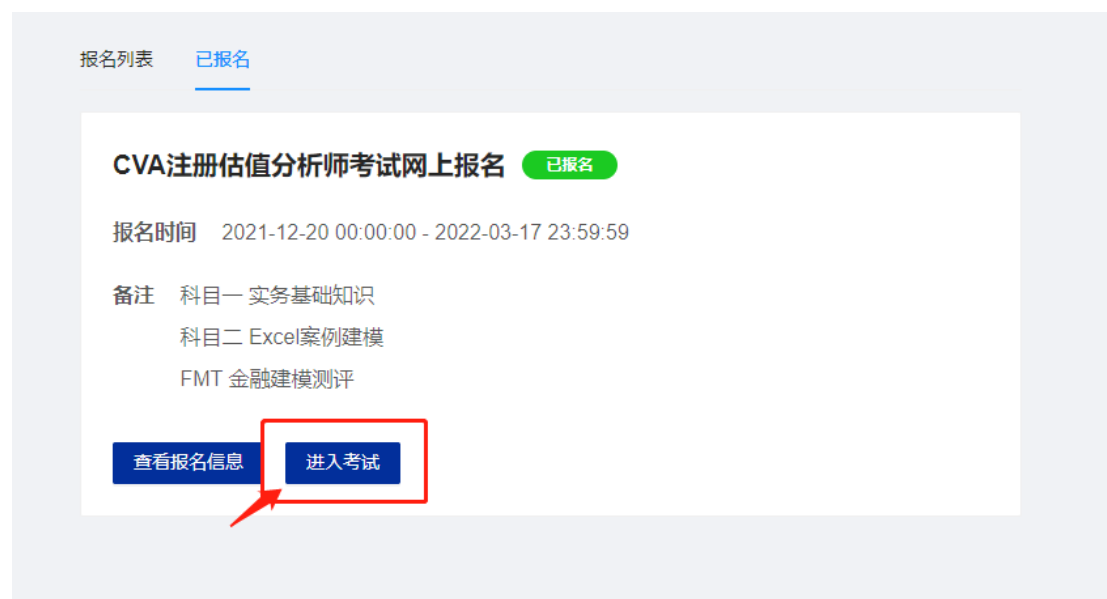 报名列表 已报名
CVA注册估值分析师考试网上报名 已报名
报名时间 2021-12-20 00:00:00 - 2022-03-17 23:59:59
备注 科目一 实务基础知识
科目二 Excel案例建模
FMT 金融建模测评
查看报名信息 进入考试